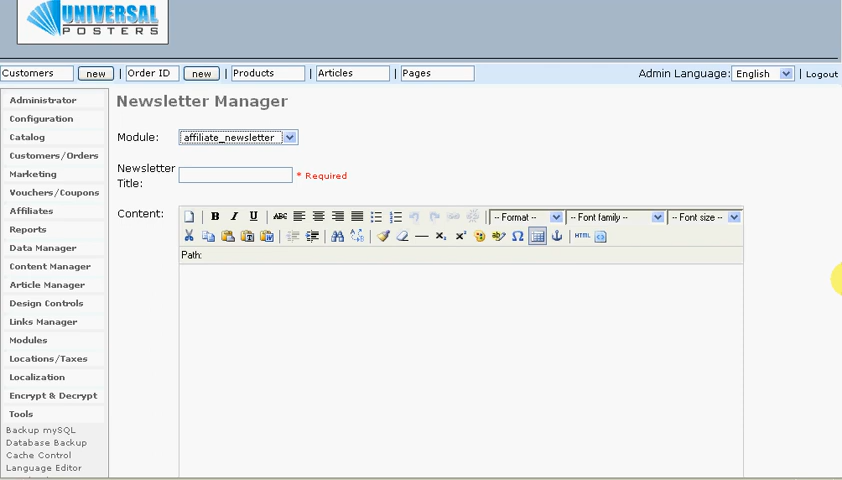 UNIVERSAL
POSTERS
Customers new | Order ID new | Products | Articles | Pages Admin Language: English | Logout
Administrator
Configuration
Catalog
Customers/Orders
Marketing
Vouchers/Coupons
Affiliates
Reports
Data Manager
Content Manager
Article Manager
Design Controls
Links Manager
Modules
Locations/Taxes
Localization
Encrypt & Decrypt
Tools
Backup mySQL
Database Backup
Cache Control
Language Editor
Newsletter Manager
Module: affiliate_newsletter
Newsletter
Title: * Required
Content:
B I U ABC -- Format -- -- Font family -- -- Font size --
HTML
Path: